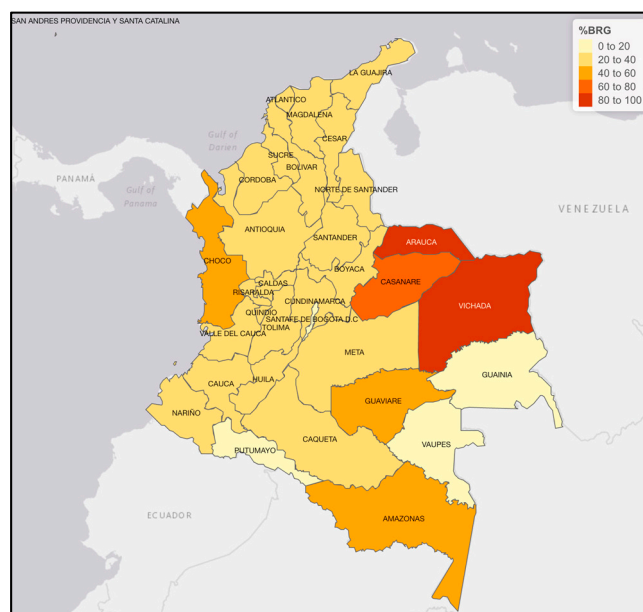 SAN ANDRES PROVIDENCIA Y SANTA CATALINA
%BRG
0 to 20
20 to 40
40 to 60
60 to 80
80 to 100
LA GUAJIRA
ATLANTICO
MAGDALENA
Gulf of
Darien
CESAR
SUCRE
BOLIVAR
PANAMÁ
CORDOBA
Gulf of
Panama
NORTE DE SANTANDER
VENEZUELA
ANTIOQUIA
SANTANDER
ARAUCA
CHOCO
BOYACA
CASANARE
CALDAS
RISARALDA
CUNDINAMARCA
VICHADA
QUINDIO
SANTAFE DE BOGOTA D.C
TOLIMA
VALLE DEL CAUCA
META
GUAINIA
HUILA
CAUCA
GUAVIARE
NARIÑO
CAQUETA
VAUPES
PUTUMAYO
ECUADOR
AMAZONAS